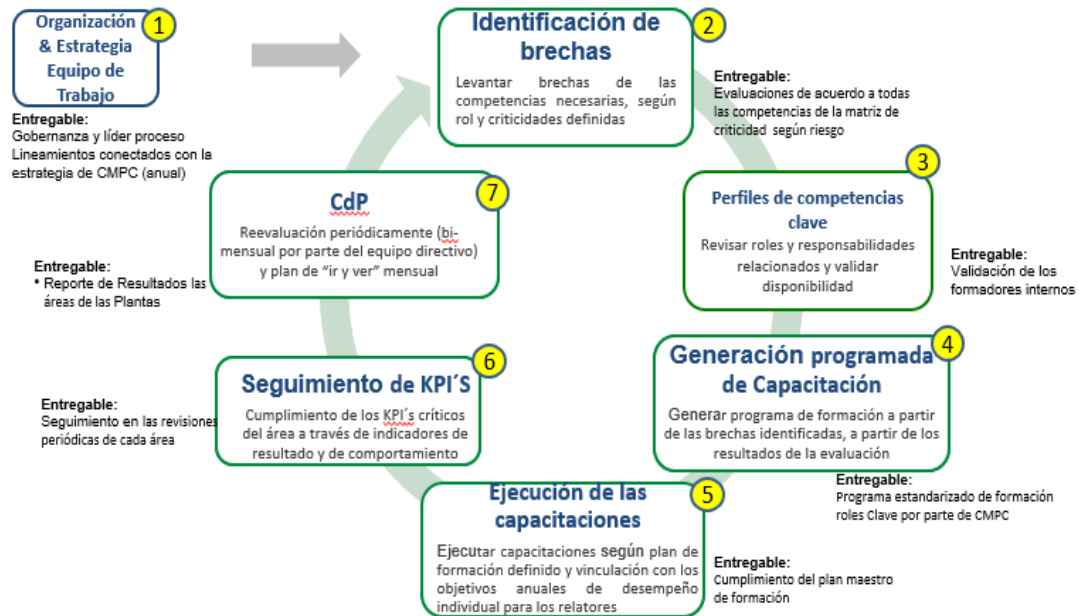 Organización
& Estrategia
Equipo de
Trabajo
1
Entregable:
Gobernanza y líder proceso
Lineamientos conectados con la
estrategia de CMPC (anual)
Identificación de
brechas
2
Levantar brechas de las
competencias necesarias, según
rol y criticidades definidas
Entregable:
Evaluaciones de acuerdo a todas
las competencias de la matriz de
criticidad según riesgo
3
Perfiles de competencias
clave
Revisar roles y responsabilidades
relacionados y validar
disponibilidad
Entregable:
Validación de los
formadores internos
4
Generación programada
de Capacitación
Generar programa de formación a partir
de las brechas identificadas, a partir de los
resultados de la evaluación
Entregable:
Programa estandarizado de formación
roles Clave por parte de CMPC
5
Ejecución de las
capacitaciones
Ejecutar capacitaciones según plan de
formación definido y vinculación con los
objetivos anuales de desempeño
individual para los relatores
Entregable:
Cumplimiento del plan maestro
de formación
6
Seguimiento de KPI´S
Cumplimiento de los KPI´s críticos
del área a través de indicadores de
resultado y de comportamiento
Entregable:
Seguimiento en las revisiones
periódicas de cada área
7
CdP
Reevaluación periódicamente (bi-
mensual por parte del equipo directivo)
y plan de “ir y ver” mensual
Entregable:
• Reporte de Resultados las
áreas de las Plantas